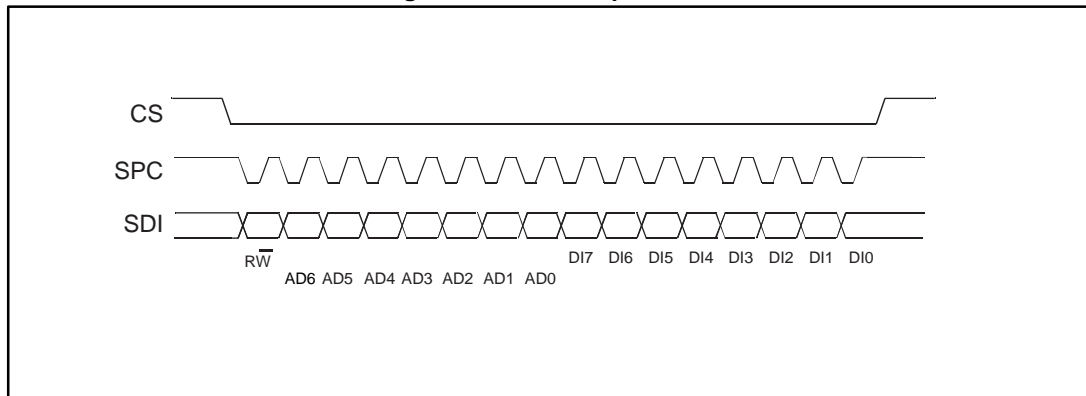 CS
SPC
SDI
RW̅ DI7 DI6 DI5 DI4 DI3 DI2 DI1 DI0
AD6 AD5 AD4 AD3 AD2 AD1 AD0